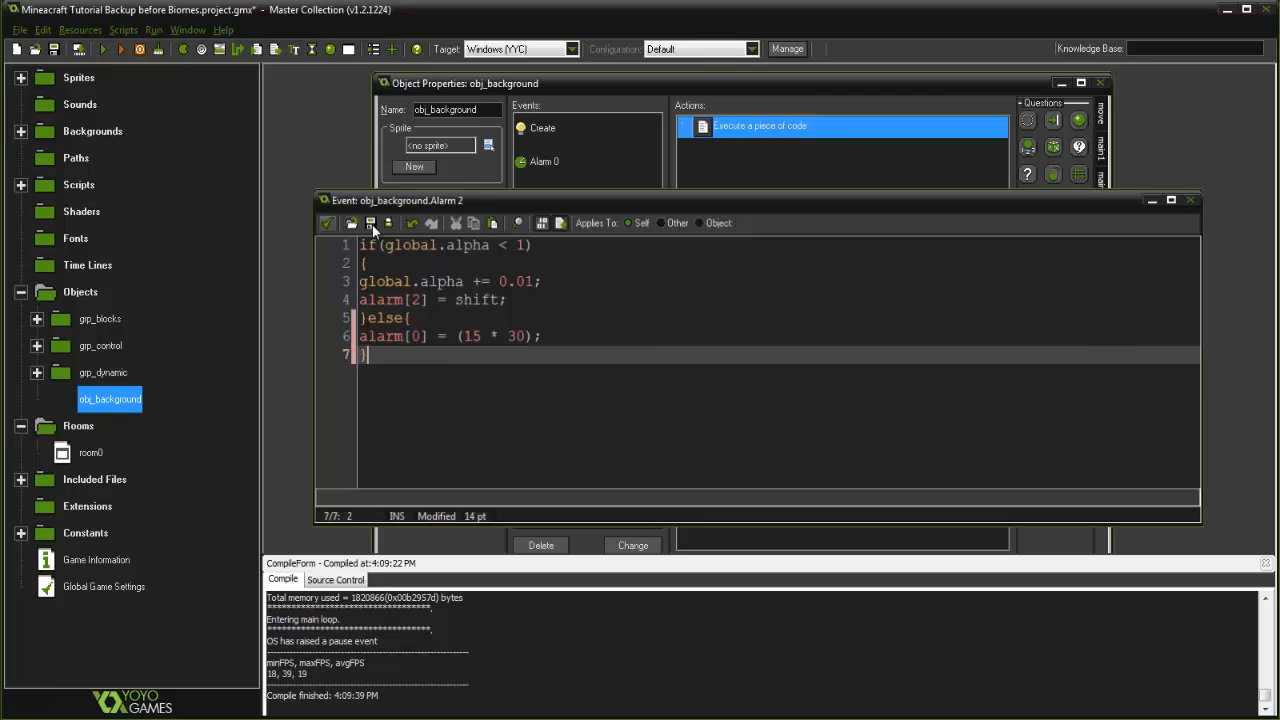 Mineacraft Tutorial Backup before Biomes.project.gmx* - Master Collection (v1.2.1224)
File Edit Resources Scripts Run Window Help
Target: Windows (YYC) Configuration: Default Manage Knowledge Base:
Sprites
Sounds
Backgrounds
Paths
Scripts
Shaders
Fonts
Time Lines
Objects
grp_blocks
grp_control
grp_dynamic
obj_background
Rooms
room0
Included Files
Extensions
Constants
Game Information
Global Game Settings
YOYO
GAMES
Object Properties: obj_background
Name: obj_background
Sprite
<no sprite>
New
Events:
Create
Alarm 0
Actions:
Execute a piece of code
Questions
move
main1
Event: obj_background.Alarm 2
Applies To: Self Other Object
1 if(global.alpha < 1)
2 {
3 global.alpha += 0.01;
4 alarm[2] = shift;
5 }else{
6 alarm[0] = (15 * 30);
7 }
7/7: 2 INS Modified 14 pt
Delete Change
CompileForm - Compiled at:4:09:22 PM
Compile Source Control
Total memory used = 1820866(0x00b2957d) bytes
**********************************.
Entering main loop.
**********************************.
OS has raised a pause event
--------------------------------------------------
minFPS, maxFPS, avgFPS
18, 39, 19
--------------------------------------------------
Compile finished: 4:09:39 PM